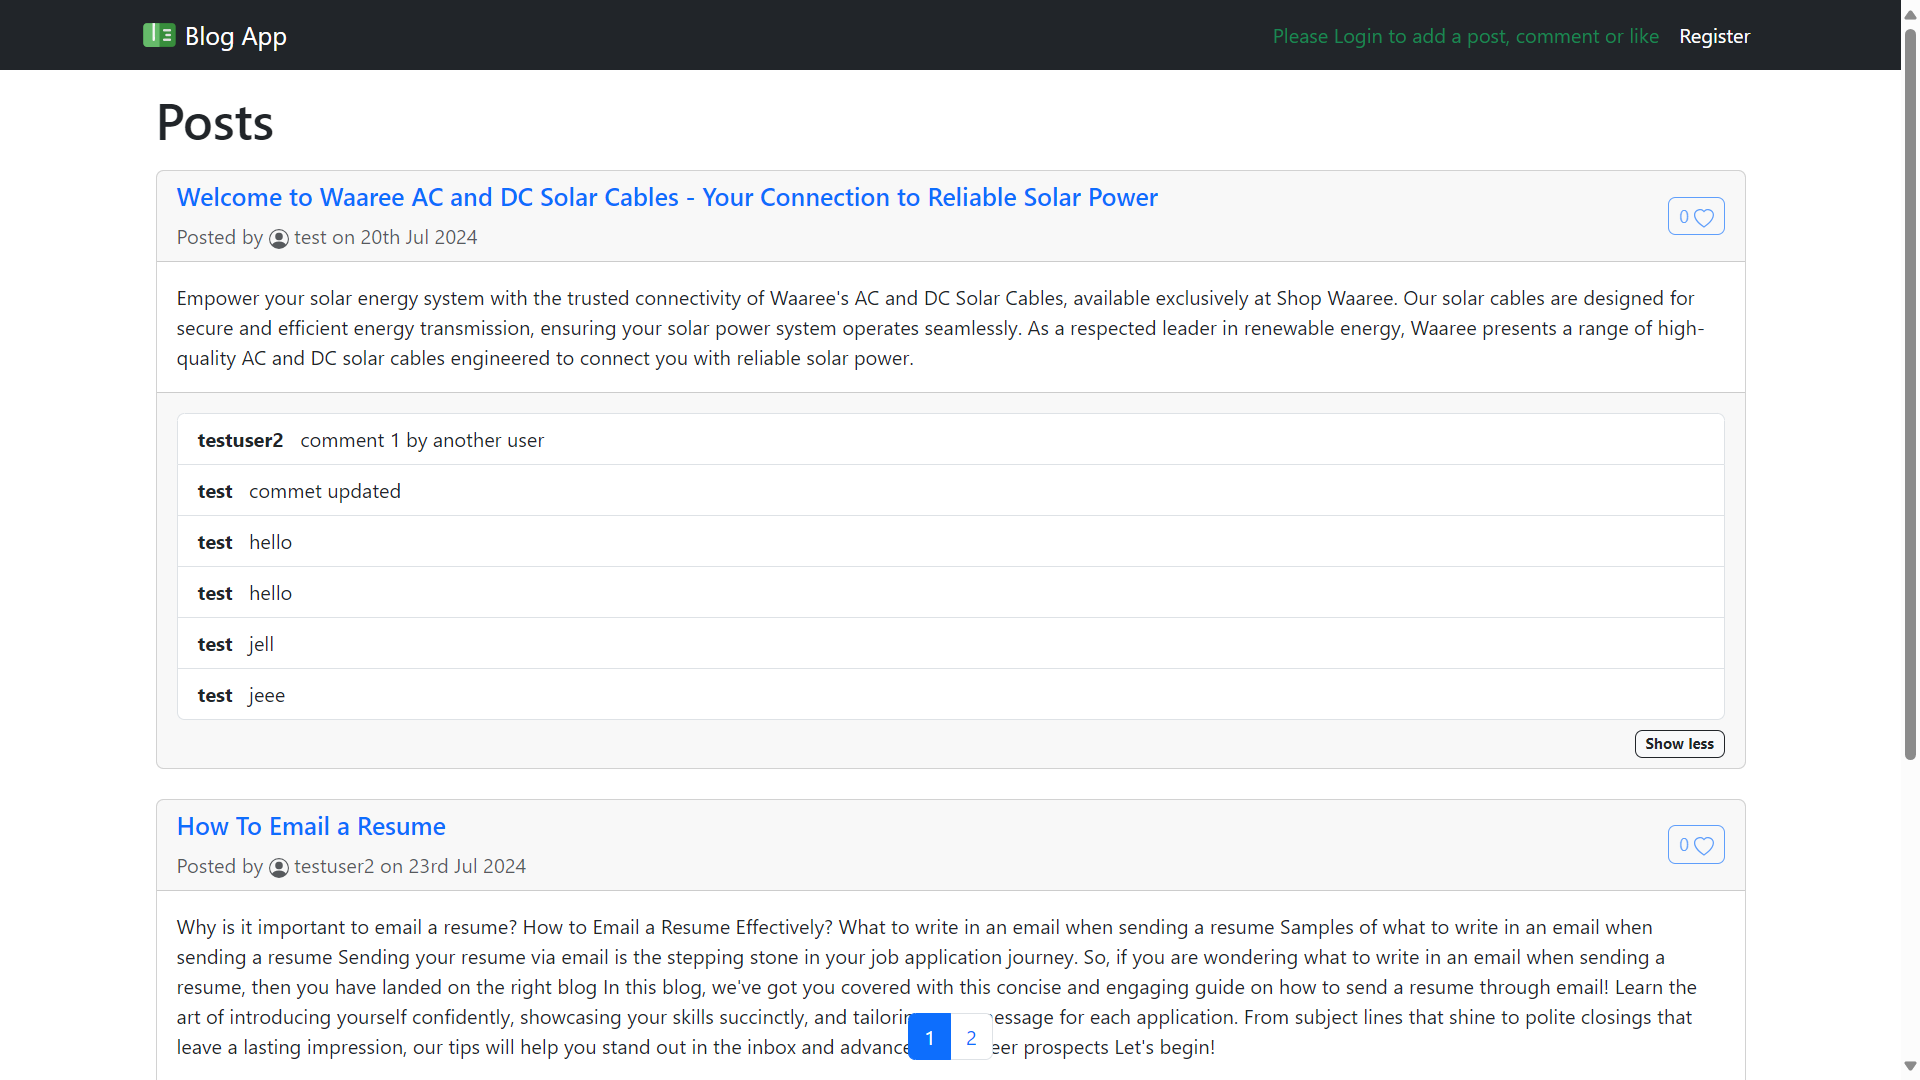 Blog App
Please Login to add a post, comment or like
Register
Posts
Welcome to Waaree AC and DC Solar Cables - Your Connection to Reliable Solar Power
0
Posted by test on 20th Jul 2024
Empower your solar energy system with the trusted connectivity of Waaree's AC and DC Solar Cables, available exclusively at Shop Waaree. Our solar cables are designed for
secure and efficient energy transmission, ensuring your solar power system operates seamlessly. As a respected leader in renewable energy, Waaree presents a range of high-
quality AC and DC solar cables engineered to connect you with reliable solar power.
testuser2 comment 1 by another user
test commet updated
test hello
test hello
test jell
test jeee
Show less
How To Email a Resume
0
Posted by testuser2 on 23rd Jul 2024
Why is it important to email a resume? How to Email a Resume Effectively? What to write in an email when sending a resume Samples of what to write in an email when
sending a resume Sending your resume via email is the stepping stone in your job application journey. So, if you are wondering what to write in an email when sending a
resume, then you have landed on the right blog In this blog, we've got you covered with this concise and engaging guide on how to send a resume through email! Learn the
art of introducing yourself confidently, showcasing your skills succinctly, and for each application. From subject lines that shine to polite closings that
leave a lasting impression, our tips will help you stand out in the inbox and advance prospects Let's begin!
1 2